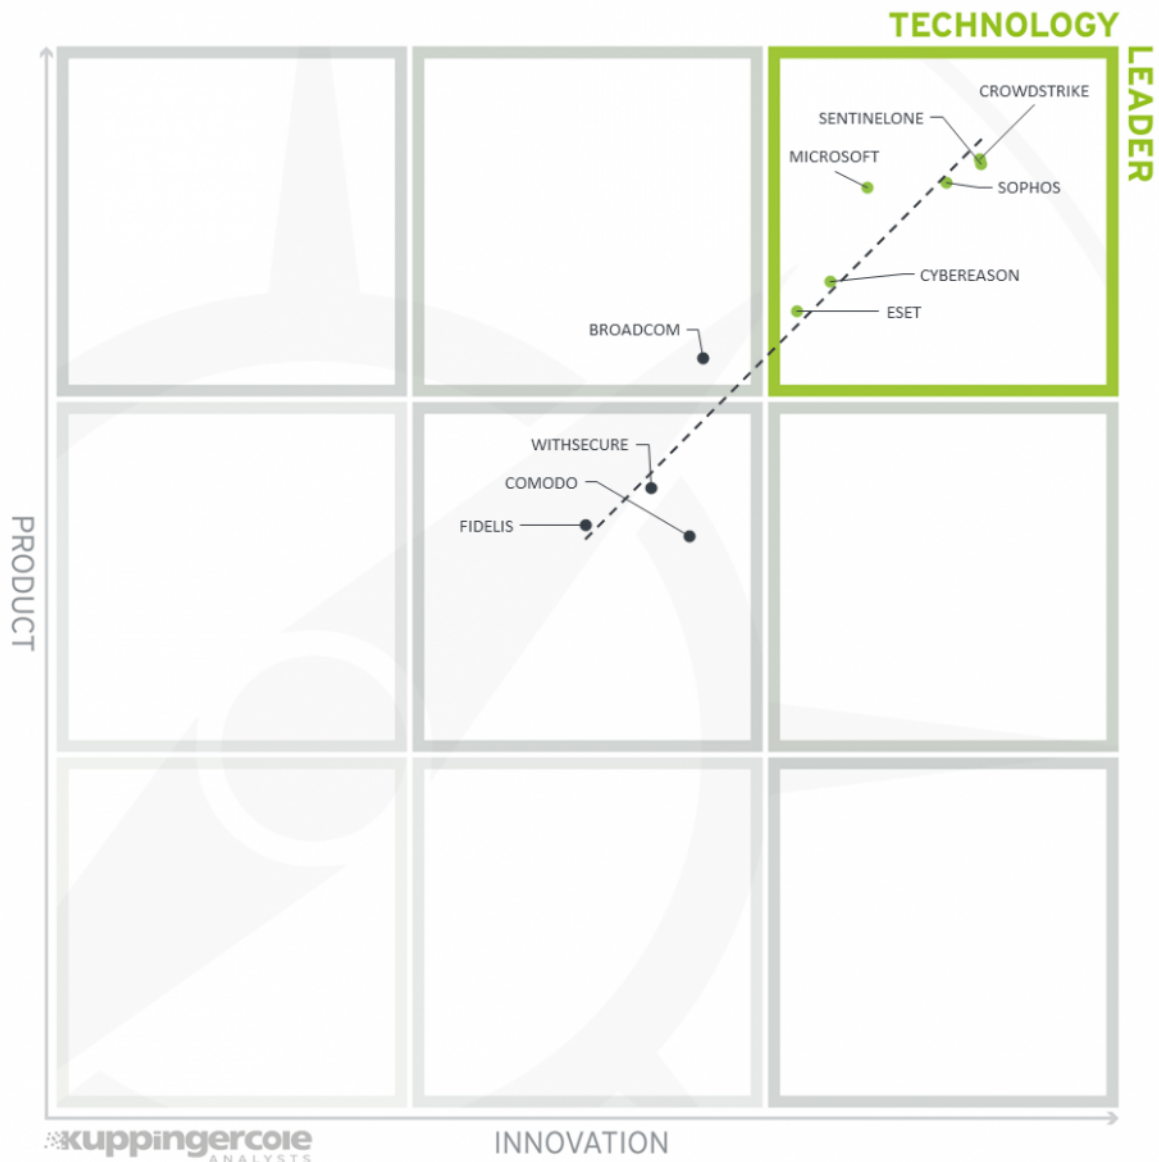 TECHNOLOGY
LEADER
CROWDSTRIKE
SENTINELONE
MICROSOFT
SOPHOS
CYBEREASON
ESET
BROADCOM
WITHSECURE
COMODO
FIDELIS
PRODUCT
INNOVATION
kuppingercole
ANALYSTS